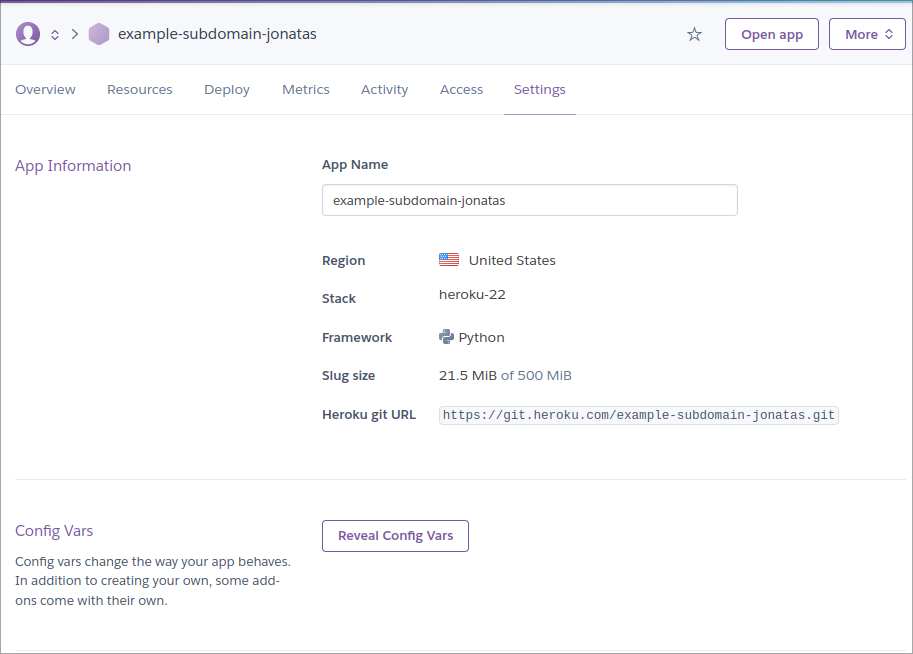 example-subdomain-jonatas
Open app
More
Overview Resources Deploy Metrics Activity Access Settings
App Information
App Name
example-subdomain-jonatas
Region United States
Stack heroku-22
Framework Python
Slug size 21.5 MiB of 500 MiB
Heroku git URL https://git.heroku.com/example-subdomain-jonatas.git
Config Vars
Config vars change the way your app behaves.
In addition to creating your own, some add-
ons come with their own.
Reveal Config Vars